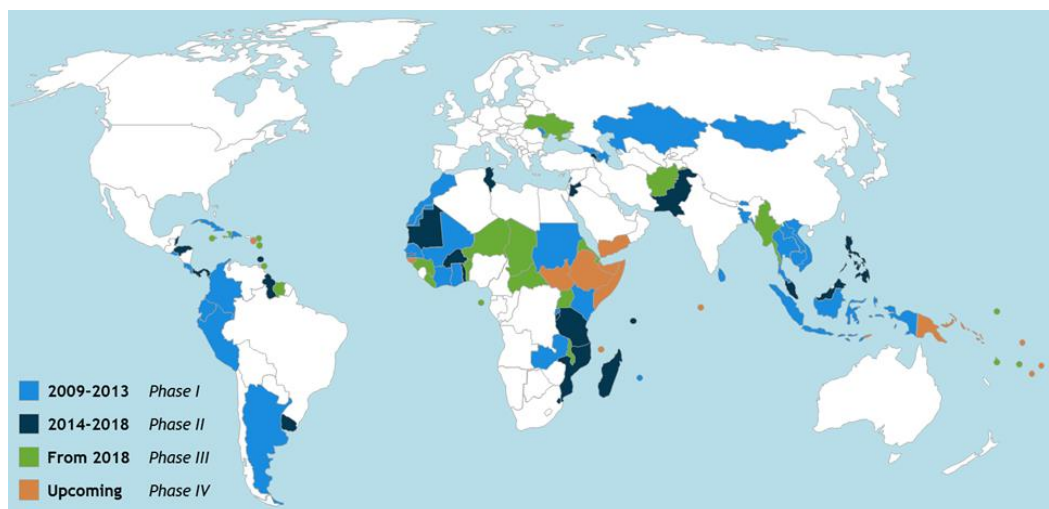 2009-2013 Phase I
2014-2018 Phase II
From 2018 Phase III
Upcoming Phase IV